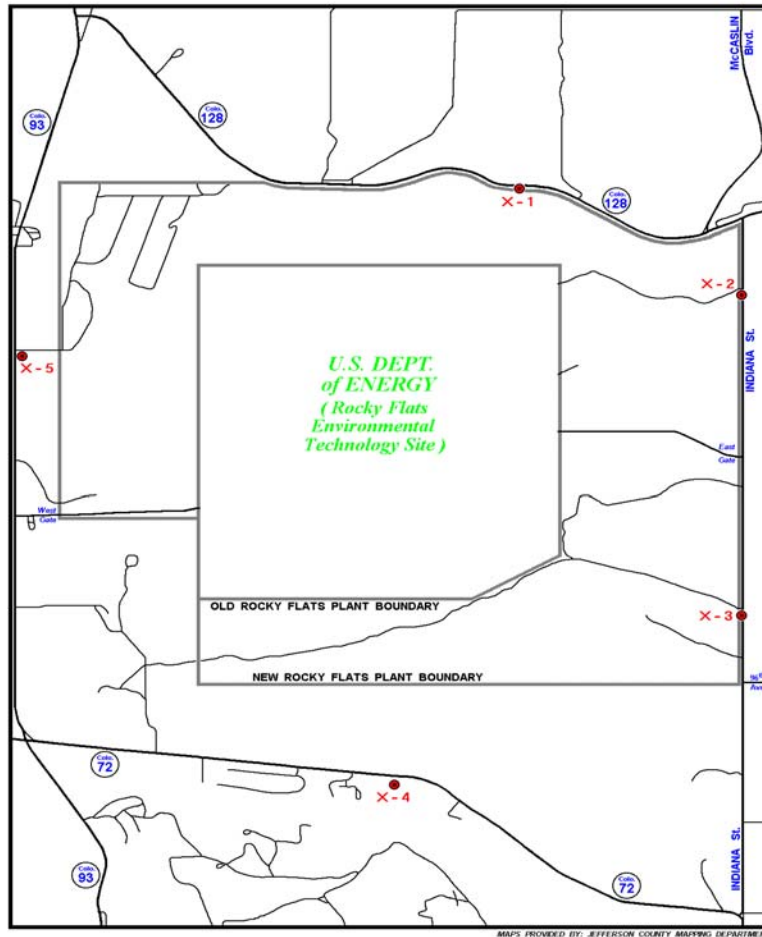 McCASLIN
Blvd.
Colo.
93
Colo.
128
X-1
Colo.
128
X-2
INDIANA St.
X-5
U.S. DEPT.
of ENERGY
( Rocky Flats
Environmental
Technology Site )
East
Gate
West
Gate
OLD ROCKY FLATS PLANT BOUNDARY
X-3
NEW ROCKY FLATS PLANT BOUNDARY
96
Colo.
72
X-4
Colo.
93
Colo.
72
INDIANA St.
MAPS PROVIDED BY: JEFFERSON COUNTY MAPPING